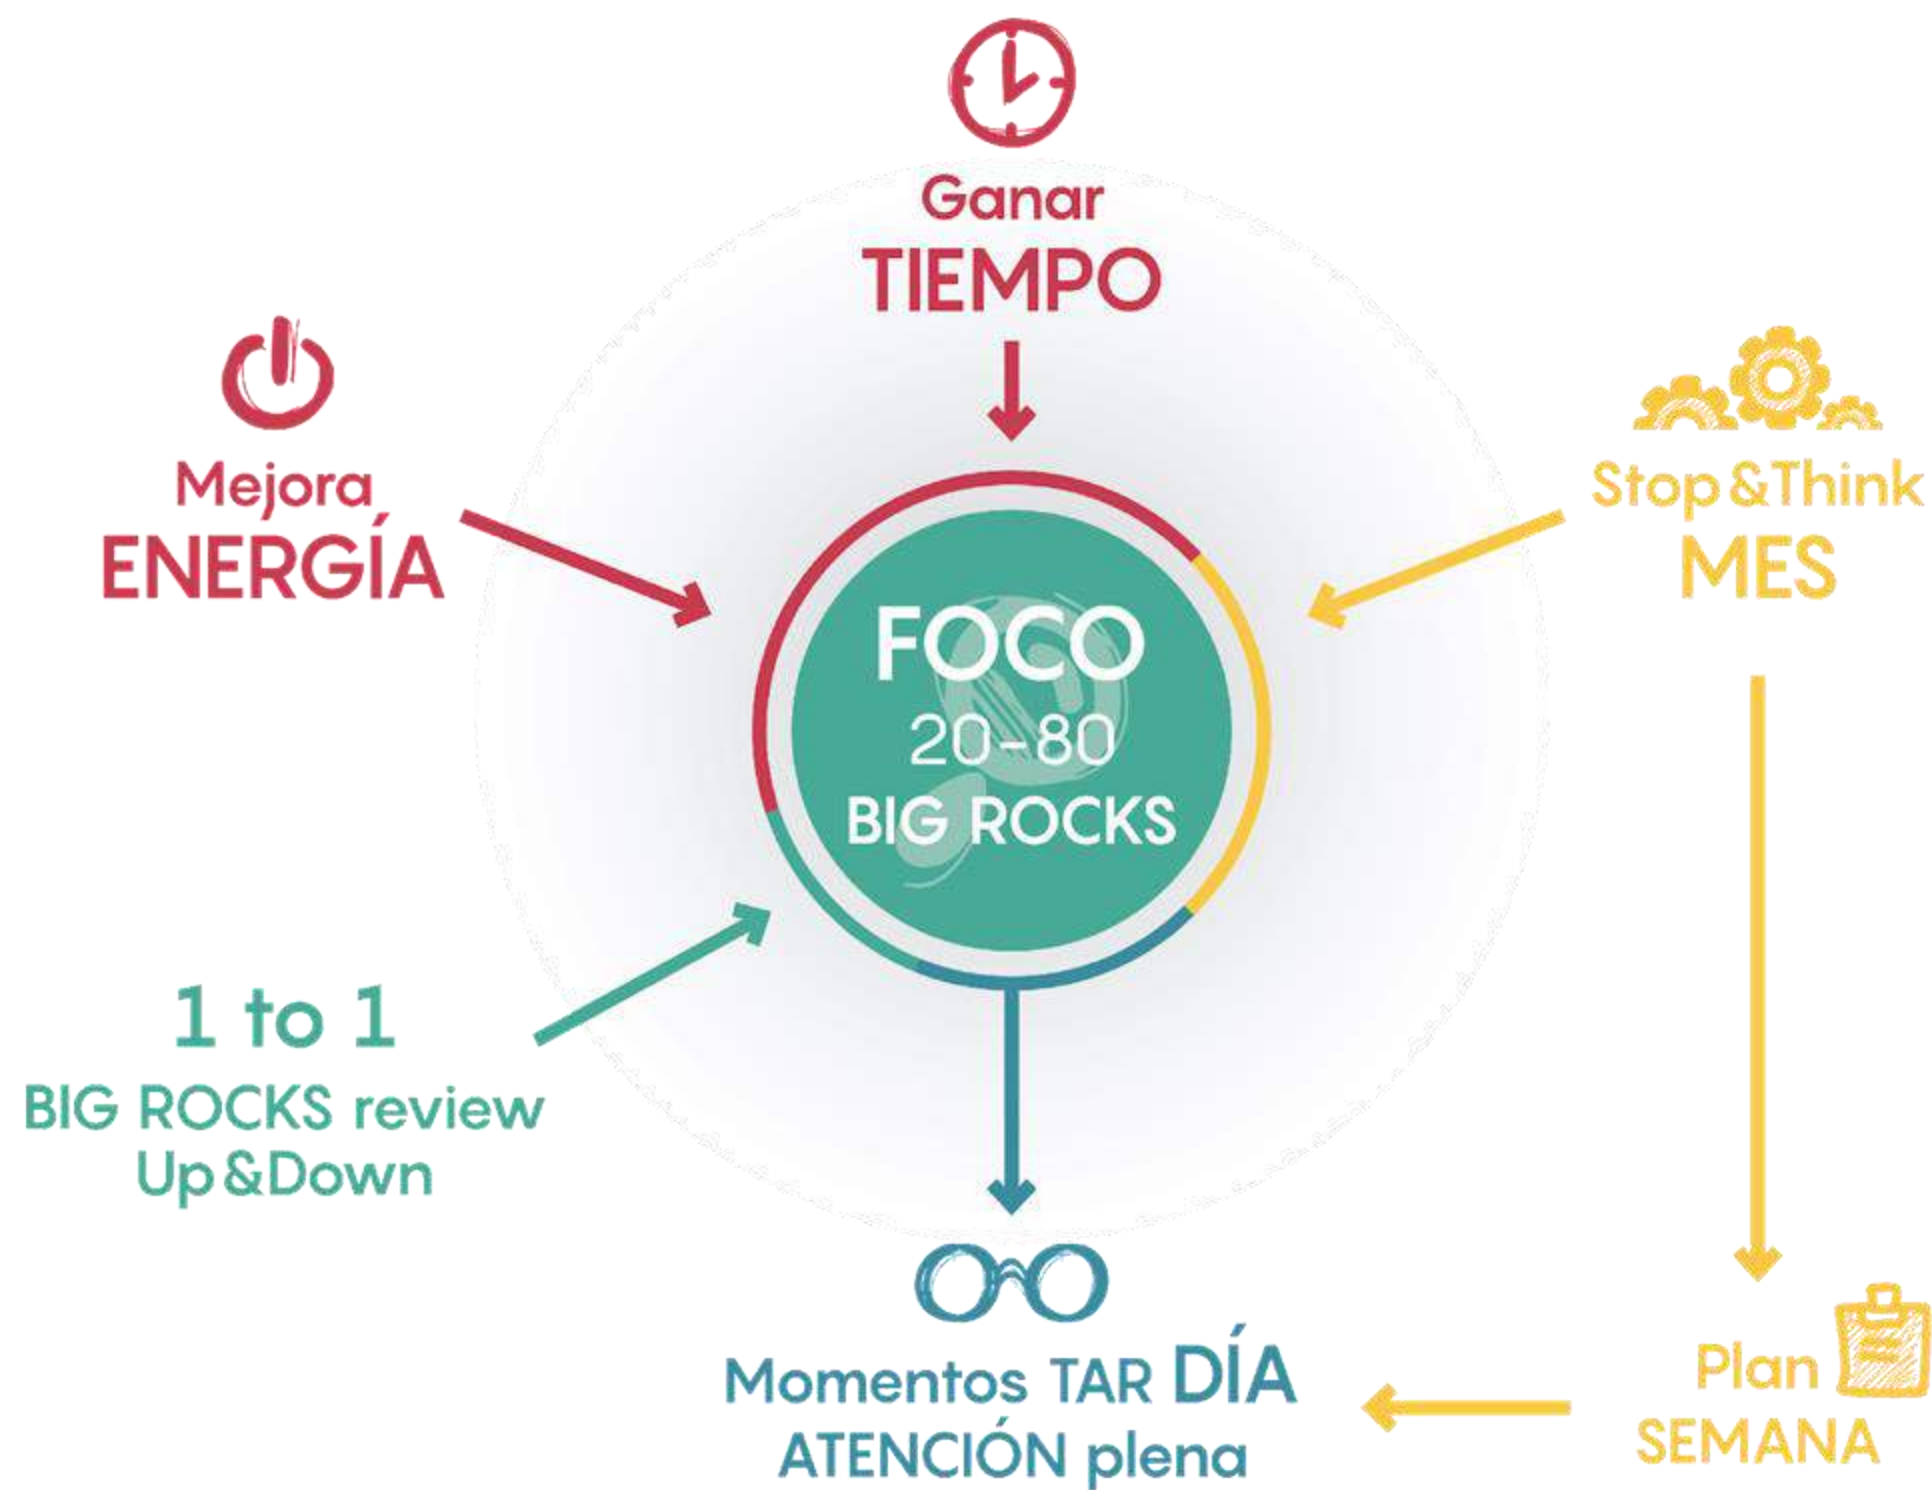 Ganar
TIEMPO
Mejora
ENERGÍA
Stop&Think
MES
FOCO
20-80
BIG ROCKS
1 to 1
BIG ROCKS review
Up&Down
Momentos TAR DÍA
ATENCIÓN plena
Plan
SEMANA